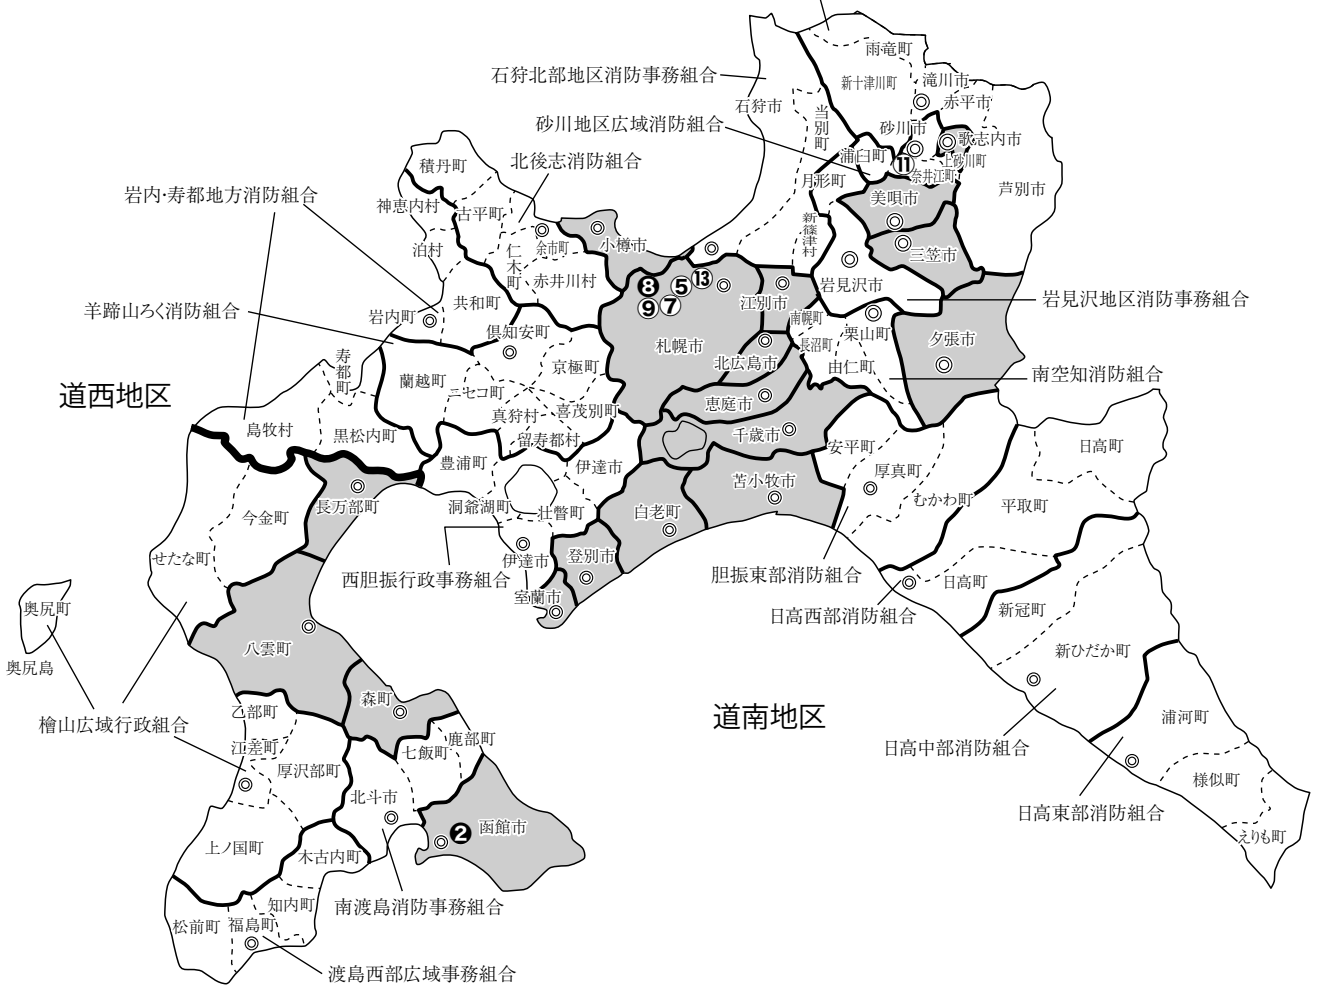 雨竜町
石狩北部地区消防事務組合
新十津川町
滝川市
石狩市
赤平市
当別町
砂川地区広域消防組合
砂川市
歌志内市
北後志消防組合
浦臼町
上砂川町
積丹町
⓫
奈井江町
月形町
芦別市
岩内・寿都地方消防組合
美唄市
神恵内村
古平町
新篠津村
泊村
余市町
小樽市
仁木町
三笠市
赤井川村
⑬
岩見沢市
❽
⑤
岩見沢地区消防事務組合
共和町
⑨
⑦
江別市
羊蹄山ろく消防組合
岩内町
南幌町
倶知安町
栗山町
札幌市
長沼町
夕張市
寿都町
北広島市
由仁町
京極町
南空知消防組合
蘭越町
道西地区
ニセコ町
恵庭市
真狩村
喜茂別町
島牧村
黒松内町
留寿都村
千歳市
安平町
日高町
豊浦町
伊達市
厚真町
苫小牧市
むかわ町
長万部町
洞爺湖町
壮瞥町
白老町
平取町
今金町
せたな町
伊達市
登別市
西胆振行政事務組合
胆振東部消防組合
日高町
室蘭市
奥尻町
日高西部消防組合
新冠町
八雲町
新ひだか町
奥尻島
森町
乙部町
道南地区
浦河町
檜山広域行政組合
江差町
七飯町
鹿部町
日高中部消防組合
厚沢部町
様似町
北斗市
日高東部消防組合
❷
函館市
えりも町
上ノ国町
木古内町
知内町
南渡島消防事務組合
松前町
福島町
渡島西部広域事務組合